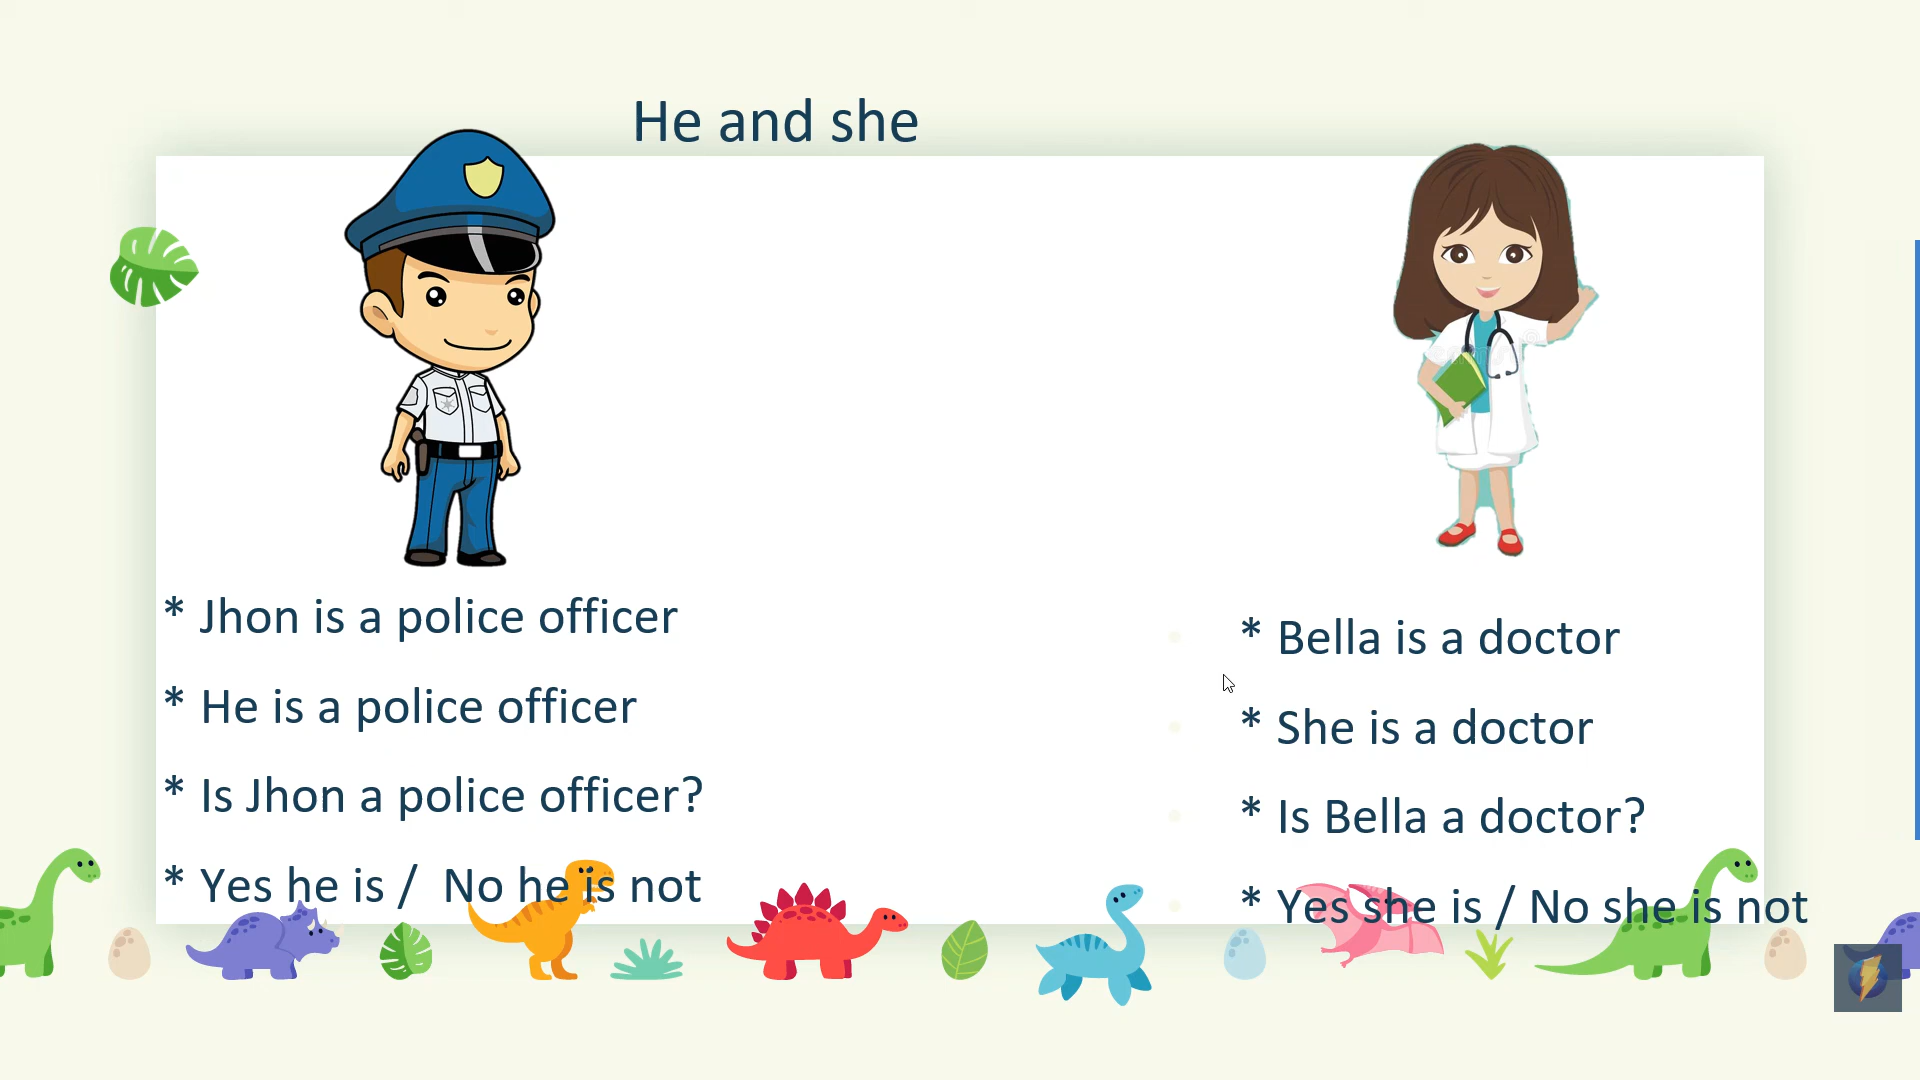 He and she
* Jhon is a police officer
* He is a police officer
* Is Jhon a police officer?
* Yes he is /  No he is not
* Bella is a doctor
* She is a doctor
* Is Bella a doctor?
* Yes she is / No she is not